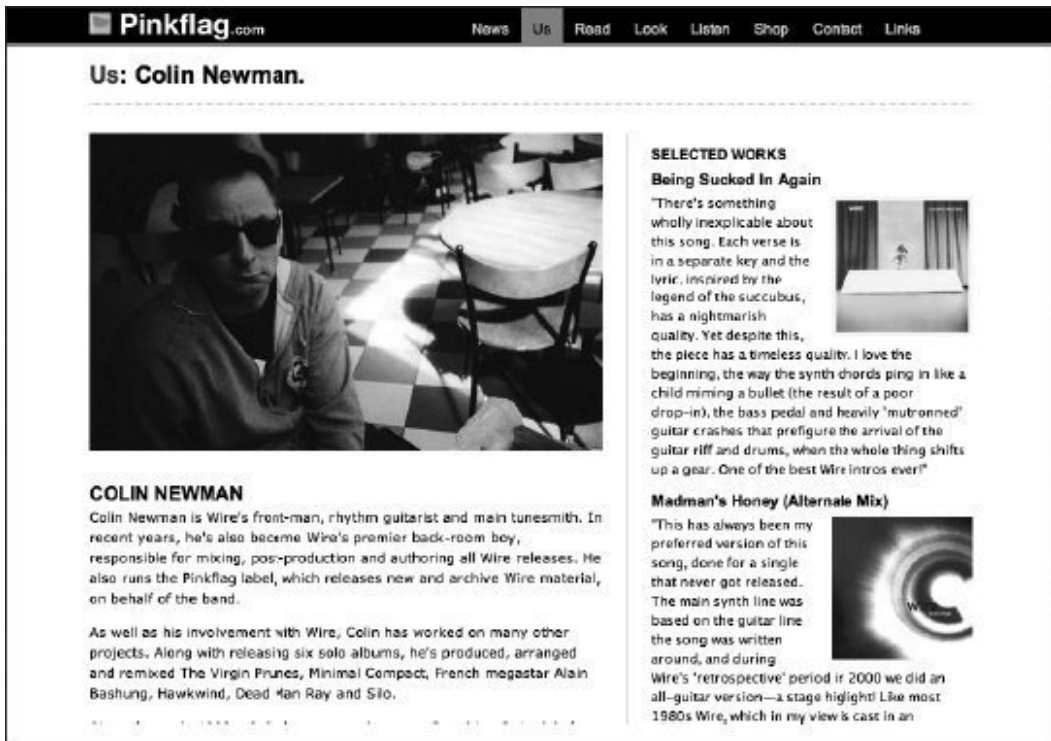 Pinkflag.com
News Us Read Look Listen Shop Contact Links
Us: Colin Newman.
COLIN NEWMAN
Colin Newman is Wire's front-man, rhythm guitarist and main tunesmith. In
recent years, he's also become Wire's premier back-room boy,
responsible for mixing, post-production and authoring all Wire releases. He
also runs the Pinkflag label, which releases new and archive Wire material,
on behalf of the band.
As well as his involvement with Wire, Colin has worked on many other
projects. Along with releasing six solo albums, he's produced, arranged
and remixed The Virgin Prunes, Minimal Compact, French megastar Alain
Bashung, Hawkwind, Dead Man Ray and Silo.
SELECTED WORKS
Being Sucked In Again
"There's something
wholly inexplicable about
this song. Each verse is
in a separate key and the
lyric, inspired by the
legend of the succubus,
has a nightmarish
quality. Yet despite this,
the piece has a timeless quality. I love the
beginning, the way the synth chords ping in like a
child miming a bullet (the result of a poor
drop-in), the bass pedal and heavily 'mutronned'
guitar crashes that prefigure the arrival of the
guitar riff and drums, when the whole thing shifts
up a gear. One of the best Wire intros ever!"
Madman's Honey (Alternate Mix)
"This has always been my
preferred version of this
song, done for a single
that never got released.
The main synth line was
based on the guitar line
the song was written
around, and during
Wire's 'retrospective' period in 2000 we did an
all-guitar version—a stage higlight! Like most
1980s Wire, which in my view is cast in an